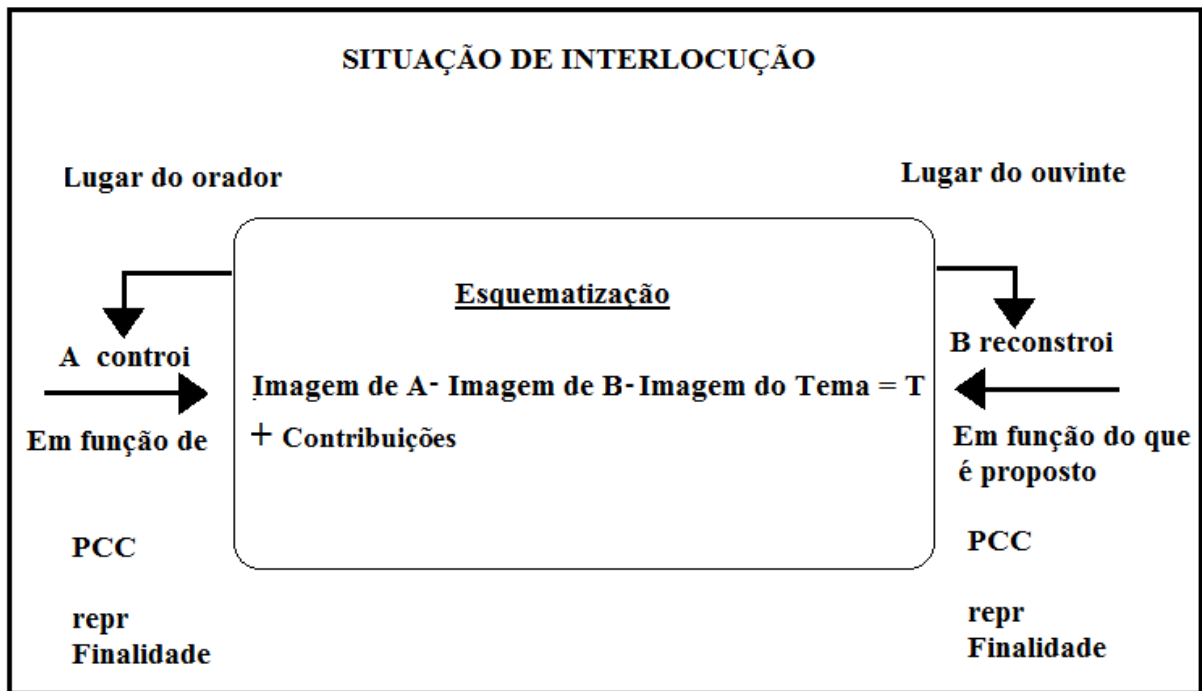 SITUAÇÃO DE INTERLOCUÇÃO
Lugar do orador
Lugar do ouvinte
Esquematização
A controi
B reconstroi
Imagem de A- Imagem de B- Imagem do Tema = T
+ Contribuições
Em função de
Em função do que
é proposto
PCC
PCC
repr
Finalidade
repr
Finalidade